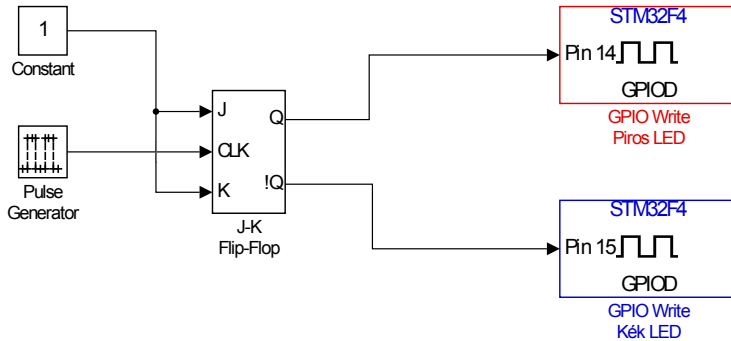 1
Constant
Pulse
Generator
J
CLK
K
Q
!Q
J-K
Flip-Flop
STM32F4
Pin 14
GPIOD
GPIO Write
Piros LED
STM32F4
Pin 15
GPIOD
GPIO Write
Kék LED